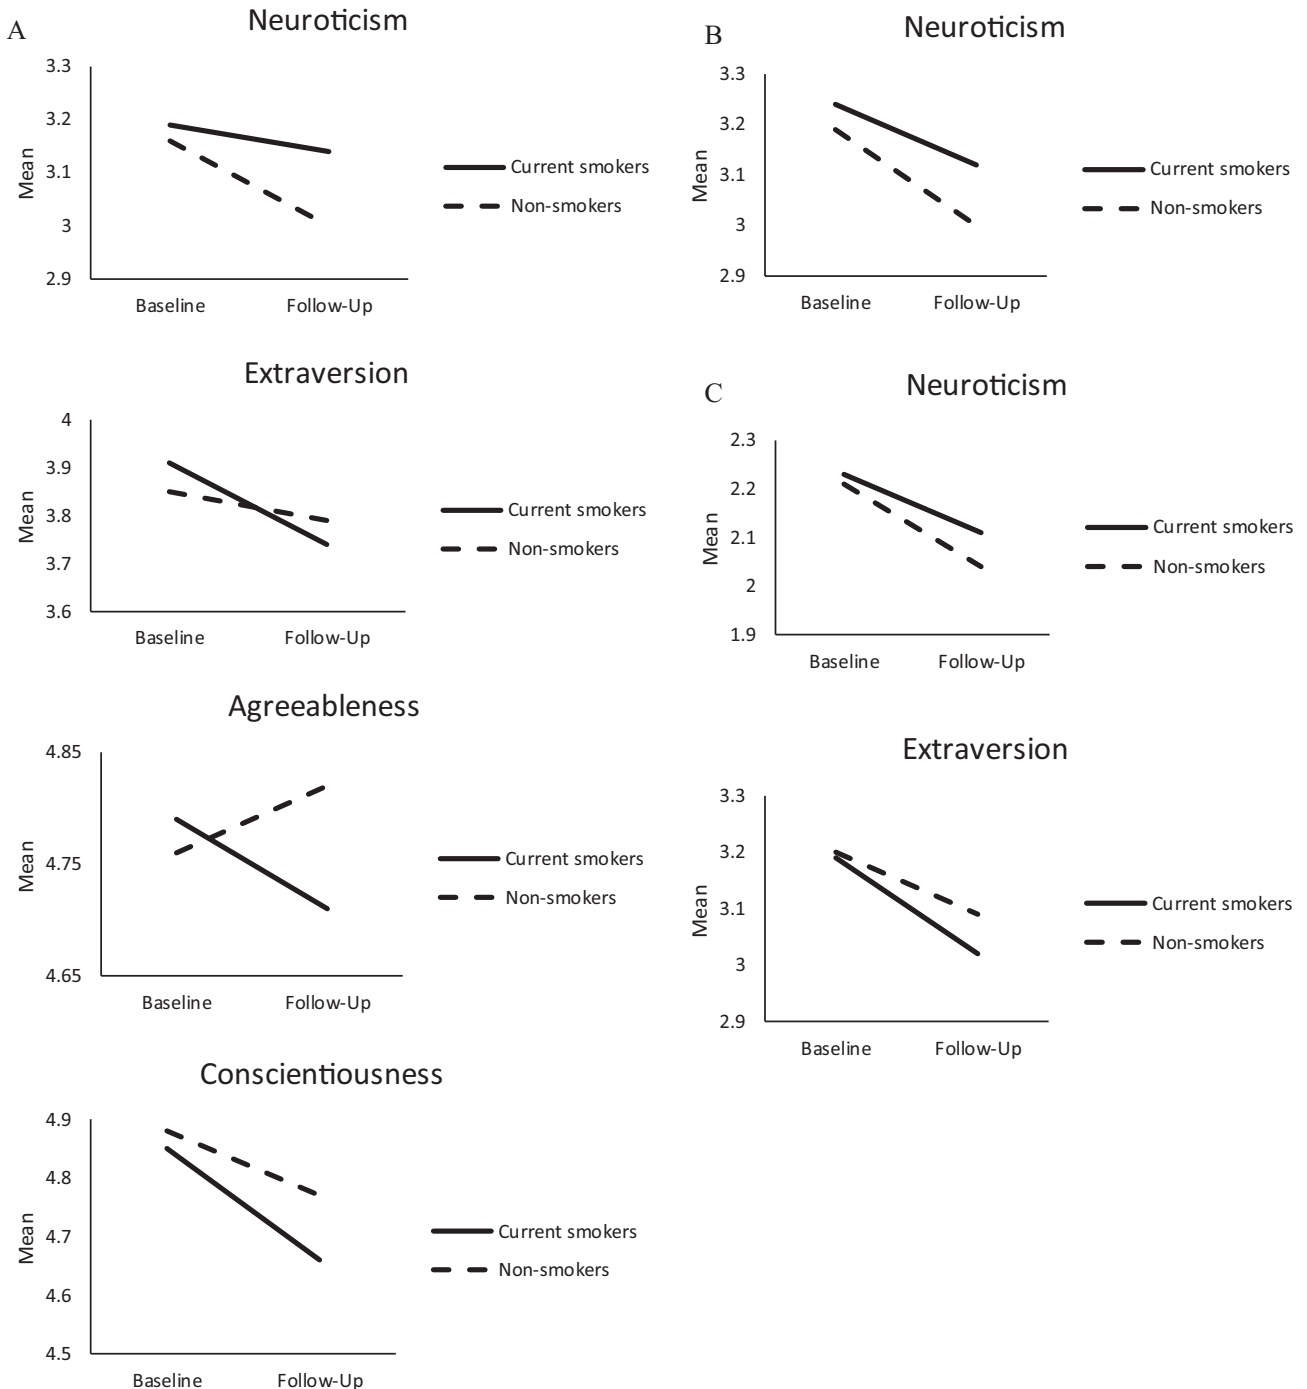 A
Neuroticism
3.3
3.2
3.1
3
2.9
Mean
Baseline
Follow-Up
Current smokers
Non-smokers
Extraversion
4
3.9
3.8
3.7
3.6
Mean
Baseline
Follow-Up
Current smokers
Non-smokers
Agreeableness
4.85
4.75
4.65
Mean
Baseline
Follow-Up
Current smokers
Non-smokers
Conscientiousness
4.9
4.8
4.7
4.6
4.5
Mean
Baseline
Follow-Up
Current smokers
Non-smokers
B
Neuroticism
3.3
3.2
3.1
3
2.9
Mean
Baseline
Follow-Up
Current smokers
Non-smokers
C
Neuroticism
2.3
2.2
2.1
2
1.9
Mean
Baseline
Follow-Up
Current smokers
Non-smokers
Extraversion
3.3
3.2
3.1
3
2.9
Mean
Baseline
Follow-Up
Current smokers
Non-smokers